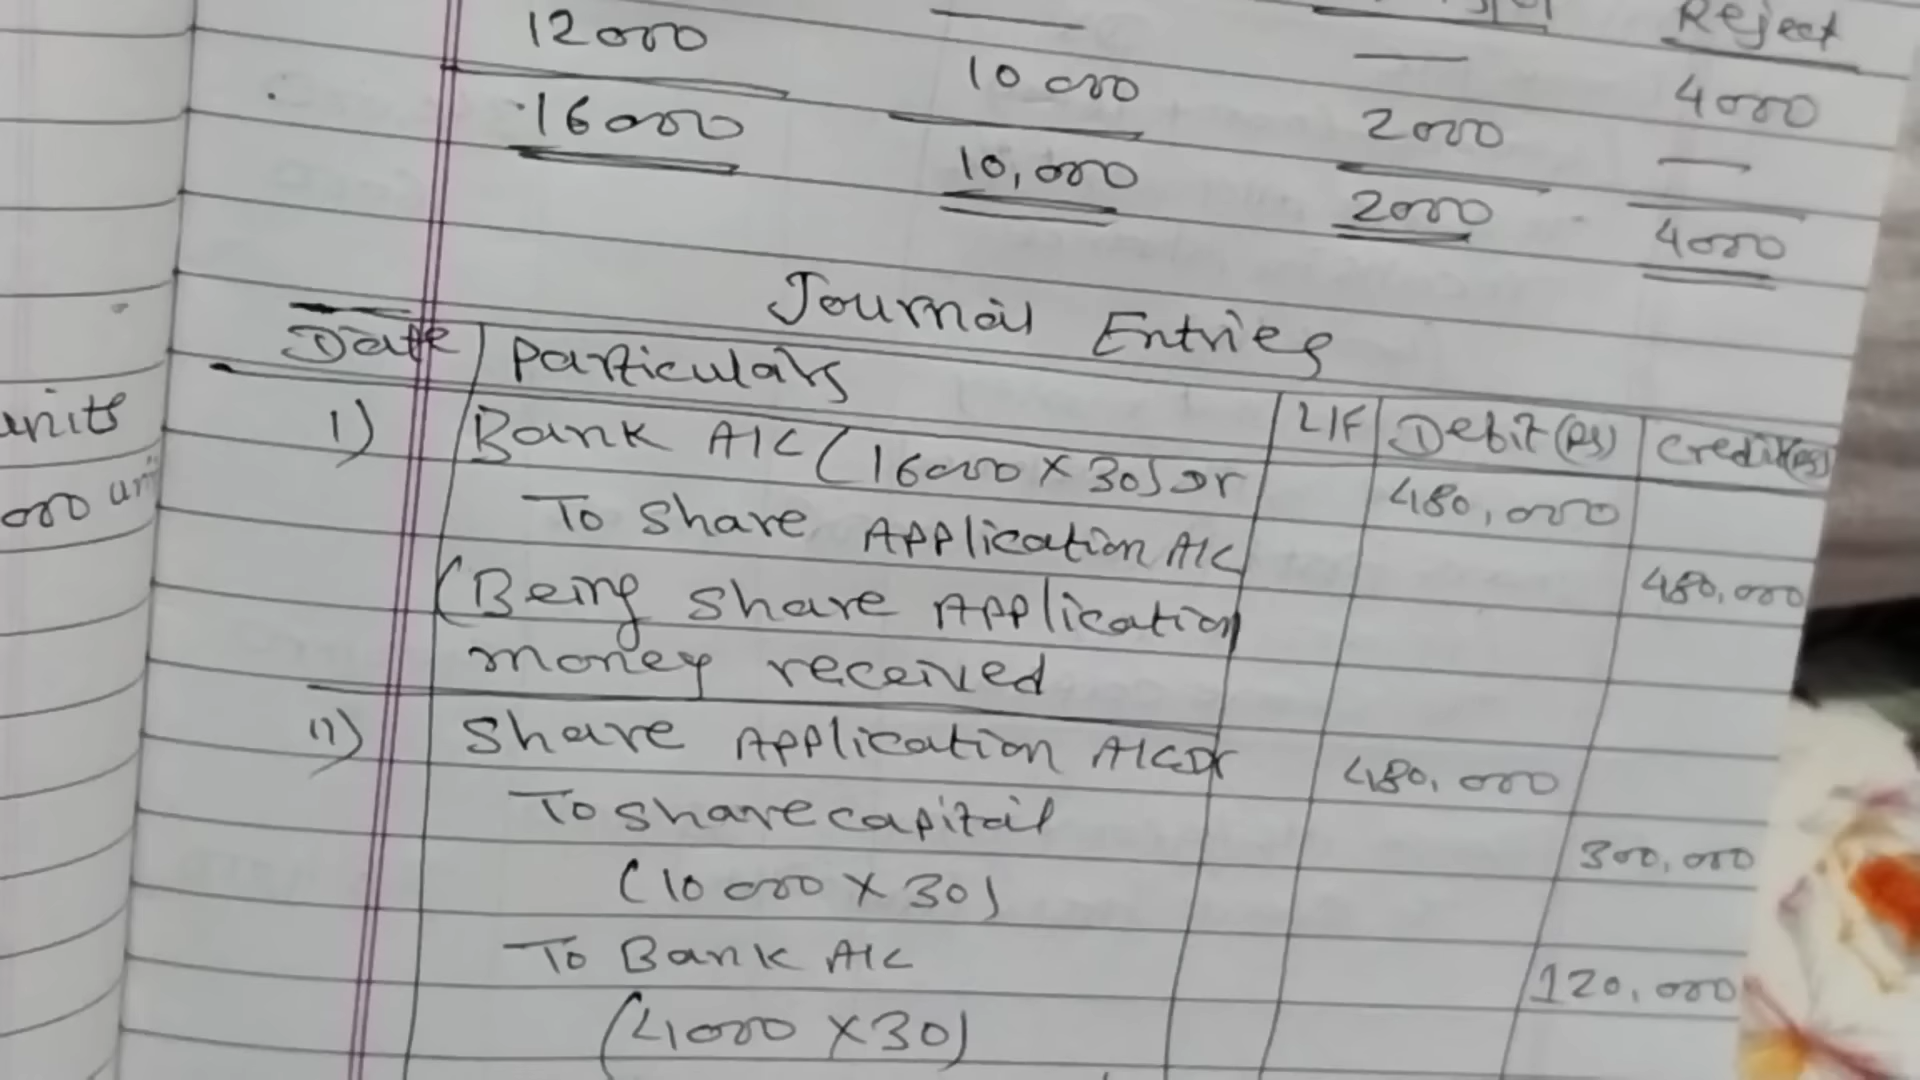 Reject
12000 — — 4000
16000 10000 2000 —
10,000 2000 4000
Journal Entries
Date Particulars L/F Debit (Rs) Credit (Rs)
1) Bank A/C (16000 X 30) Dr 480,000
To Share Application A/C 480,000
(Being share Application
money received
11) Share Application A/C Dr 480,000
To share capital 300,000
(10000 X 30)
To Bank A/C 120,000
(4000 X 30)
units
000